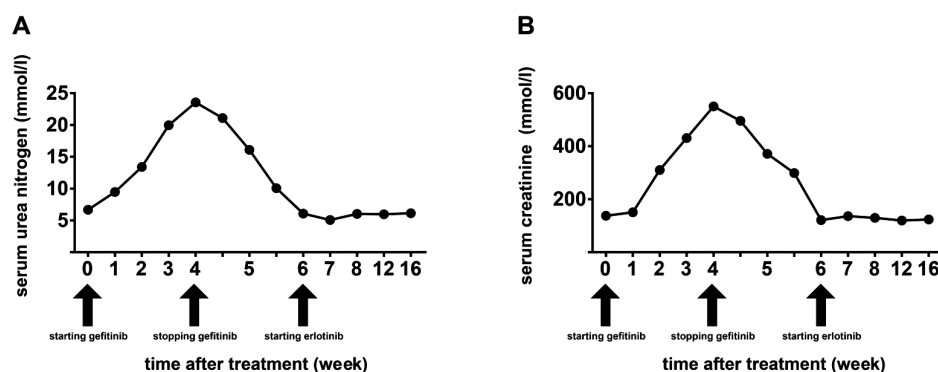 A
serum urea nitrogen (mmol/l)
25
20
15
10
5
0 1 2 3 4 5 6 7 8 12 16
starting gefitinib stopping gefitinib starting erlotinib
time after treatment (week)
B
serum creatinine (mmol/l)
600
400
200
0 1 2 3 4 5 6 7 8 12 16
starting gefitinib stopping gefitinib starting erlotinib
time after treatment (week)